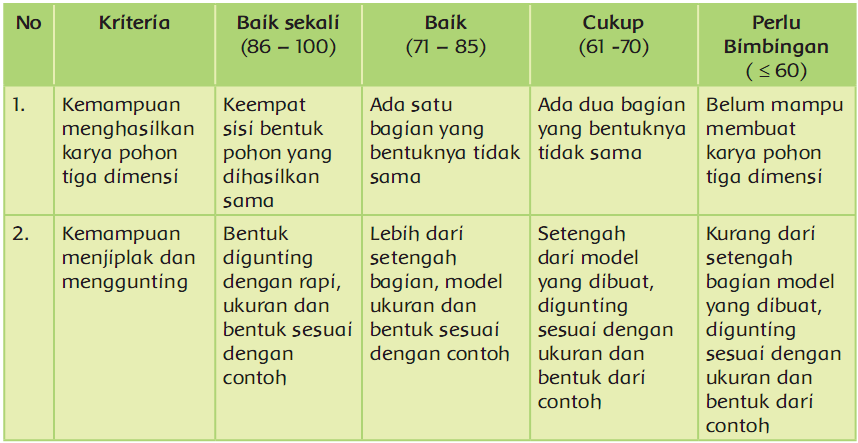 No
Kriteria
Baik sekali
(86 – 100)
Baik
(71 – 85)
Cukup
(61 -70)
Perlu
Bimbingan
( ≤ 60)
1.
Kemampuan
menghasilkan
karya pohon
tiga dimensi
Keempat
sisi bentuk
pohon yang
dihasilkan
sama
Ada satu
bagian yang
bentuknya tidak
sama
Ada dua bagian
yang bentuknya
tidak sama
Belum mampu
membuat
karya pohon
tiga dimensi
2.
Kemampuan
menjiplak dan
menggunting
Bentuk
digunting
dengan rapi,
ukuran dan
bentuk sesuai
dengan
contoh
Lebih dari
setengah
bagian, model
ukuran dan
bentuk sesuai
dengan contoh
Setengah
dari model
yang dibuat,
digunting
sesuai dengan
ukuran dan
bentuk dari
contoh
Kurang dari
setengah
bagian model
yang dibuat,
digunting
sesuai dengan
ukuran dan
bentuk dari
contoh